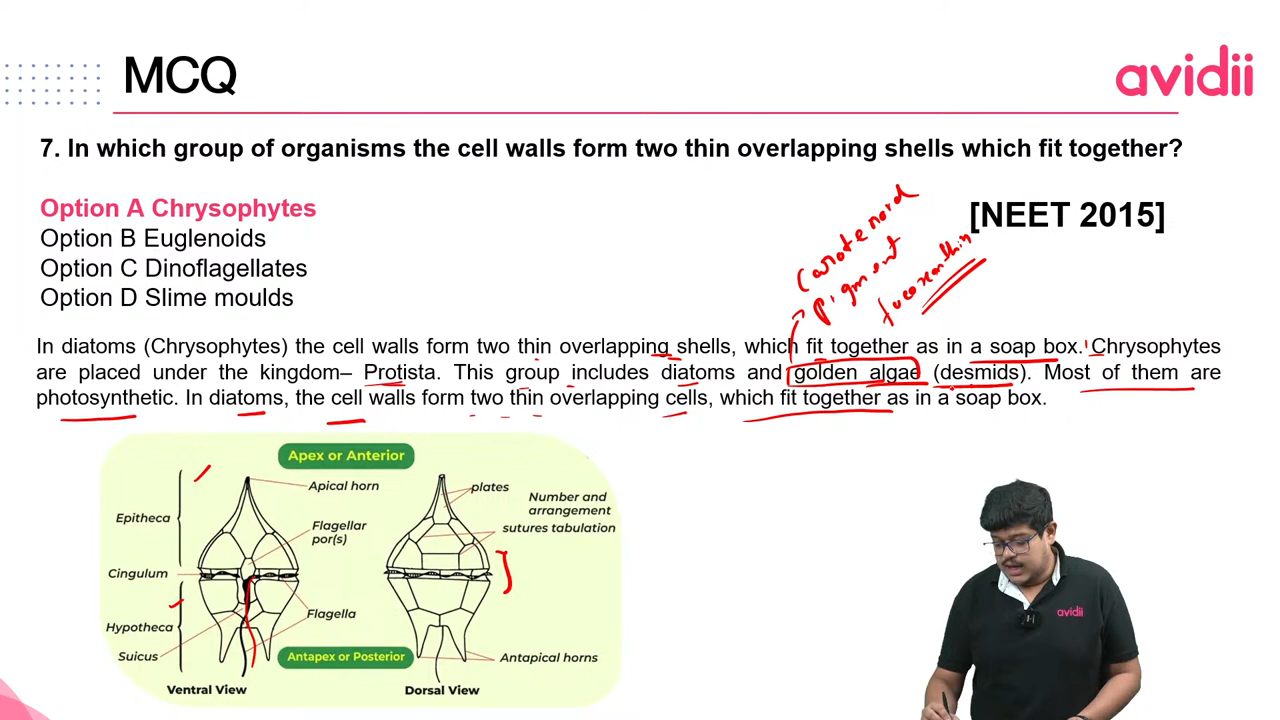 MCQ
avidii
7. In which group of organisms the cell walls form two thin overlapping shells which fit together?
Option A Chrysophytes
[NEET 2015]
Option B Euglenoids
Option C Dinoflagellates
Option D Slime moulds
Carotenoid
pigment
fucoxanthin
In diatoms (Chrysophytes) the cell walls form two thin overlapping shells, which fit together as in a soap box. Chrysophytes
are placed under the kingdom– Protista. This group includes diatoms and golden algae (desmids). Most of them are
photosynthetic. In diatoms, the cell walls form two thin overlapping cells, which fit together as in a soap box.
Apex or Anterior
Apical horn
plates
Number and
arrangement
sutures tabulation
Epitheca
Flagellar
por(s)
Cingulum
Flagella
Hypotheca
Suicus
Antapex or Posterior
Antapical horns
Ventral View
Dorsal View
avidii